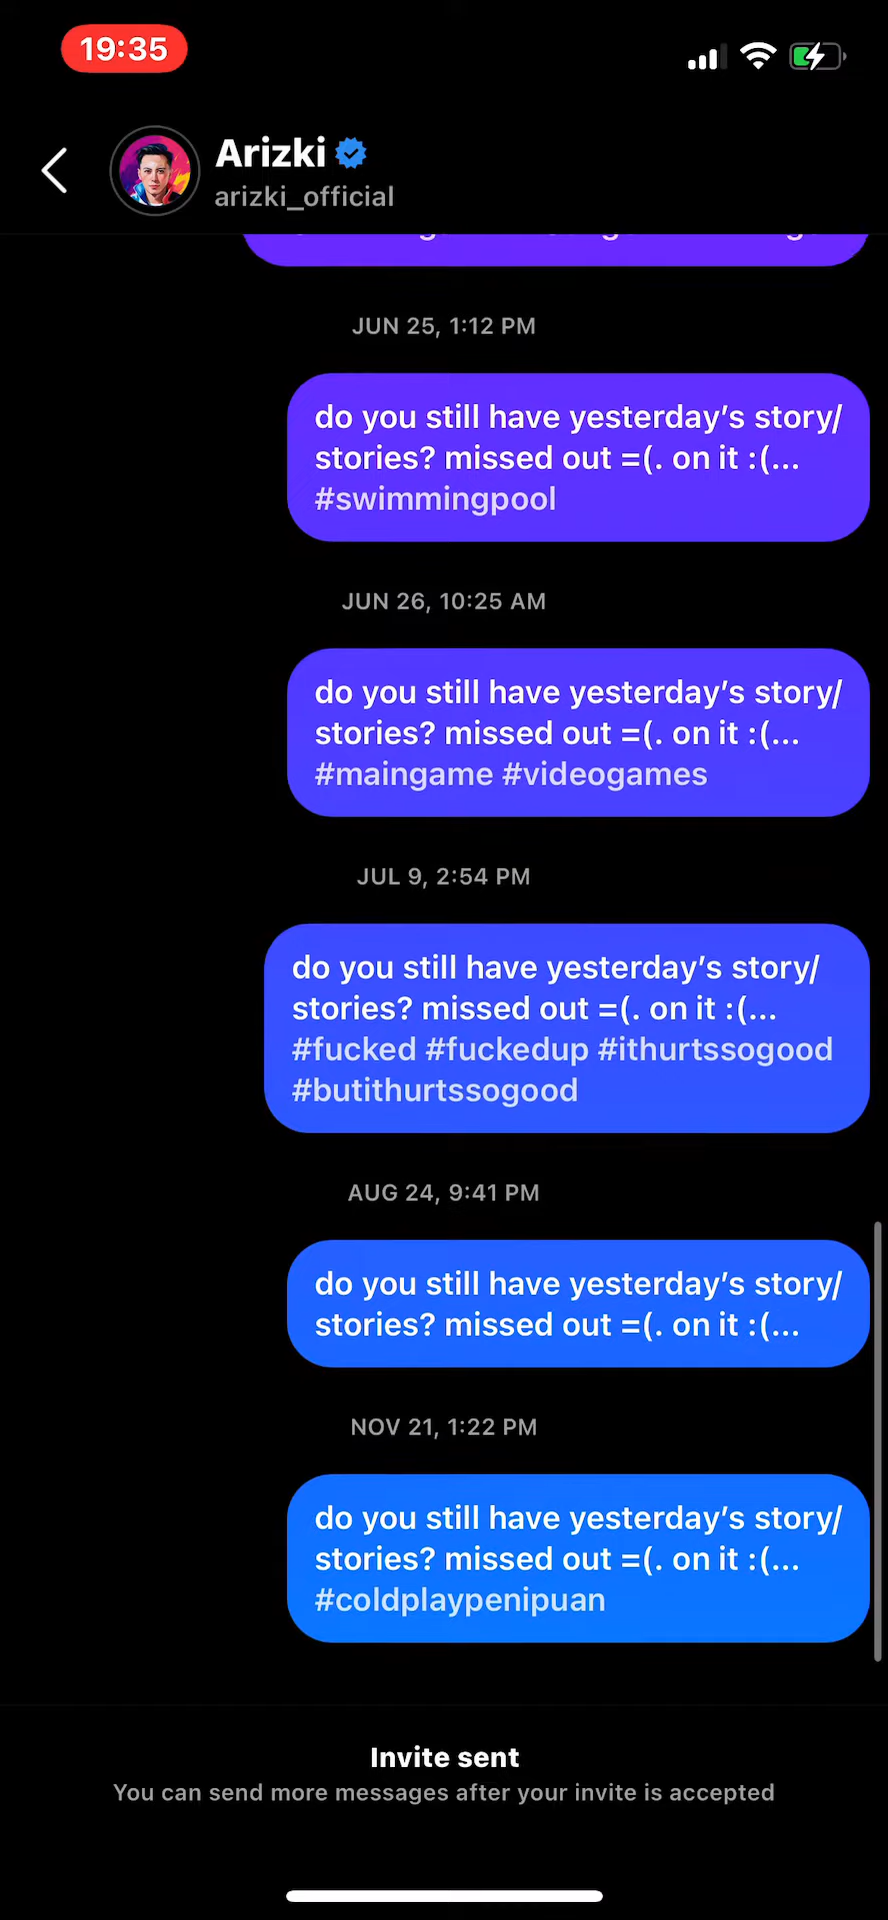 19:35
Arizki
arizki_official
JUN 25, 1:12 PM
do you still have yesterday’s story/
stories? missed out =(. on it :(...
#swimmingpool
JUN 26, 10:25 AM
do you still have yesterday’s story/
stories? missed out =(. on it :(...
#maingame #videogames
JUL 9, 2:54 PM
do you still have yesterday’s story/
stories? missed out =(. on it :(...
#fucked #fuckedup #ithurtssogood
#butithurtssogood
AUG 24, 9:41 PM
do you still have yesterday’s story/
stories? missed out =(. on it :(...
NOV 21, 1:22 PM
do you still have yesterday’s story/
stories? missed out =(. on it :(...
#coldplaypenipuan
Invite sent
You can send more messages after your invite is accepted